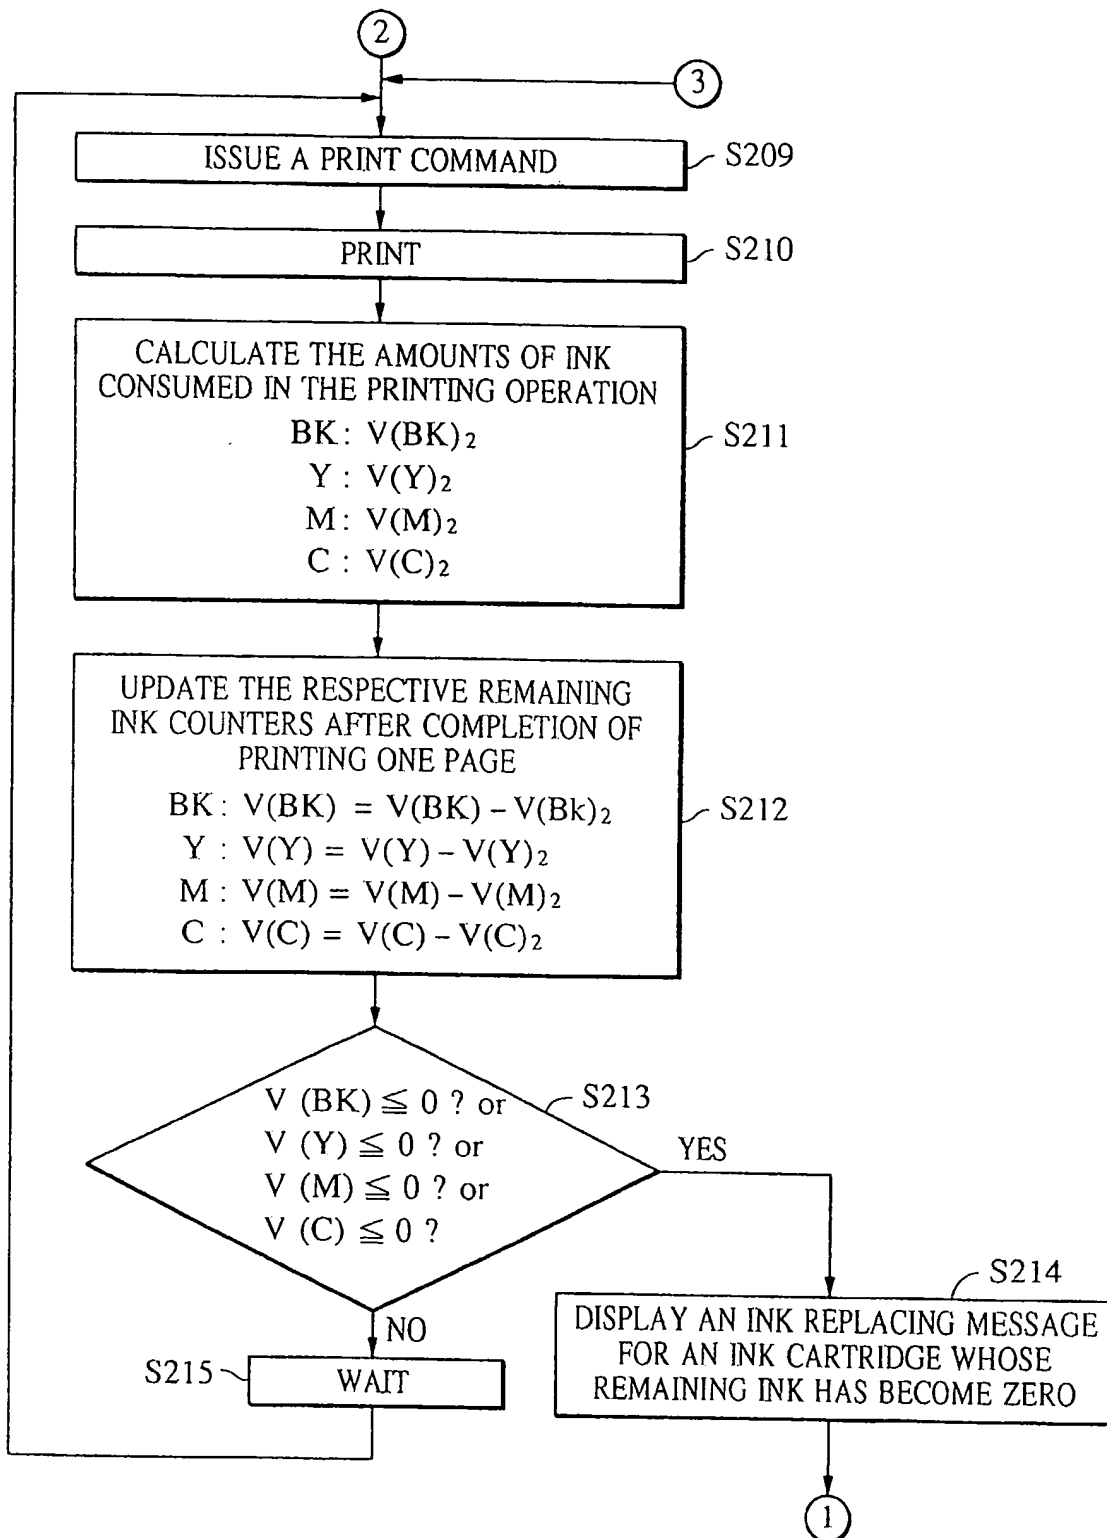 2
3
ISSUE A PRINT COMMAND
S209
PRINT
S210
CALCULATE THE AMOUNTS OF INK
CONSUMED IN THE PRINTING OPERATION
BK: V(BK)₂
Y : V(Y)₂
M : V(M)₂
C : V(C)₂
S211
UPDATE THE RESPECTIVE REMAINING
INK COUNTERS AFTER COMPLETION OF
PRINTING ONE PAGE
BK : V(BK) = V(BK) – V(Bk)₂
Y : V(Y) = V(Y) – V(Y)₂
M : V(M) = V(M) – V(M)₂
C : V(C) = V(C) – V(C)₂
S212
V (BK) ≦ 0 ? or
V (Y) ≦ 0 ? or
V (M) ≦ 0 ? or
V (C) ≦ 0 ?
S213
YES
NO
S214
DISPLAY AN INK REPLACING MESSAGE
FOR AN INK CARTRIDGE WHOSE
REMAINING INK HAS BECOME ZERO
S215
WAIT
1